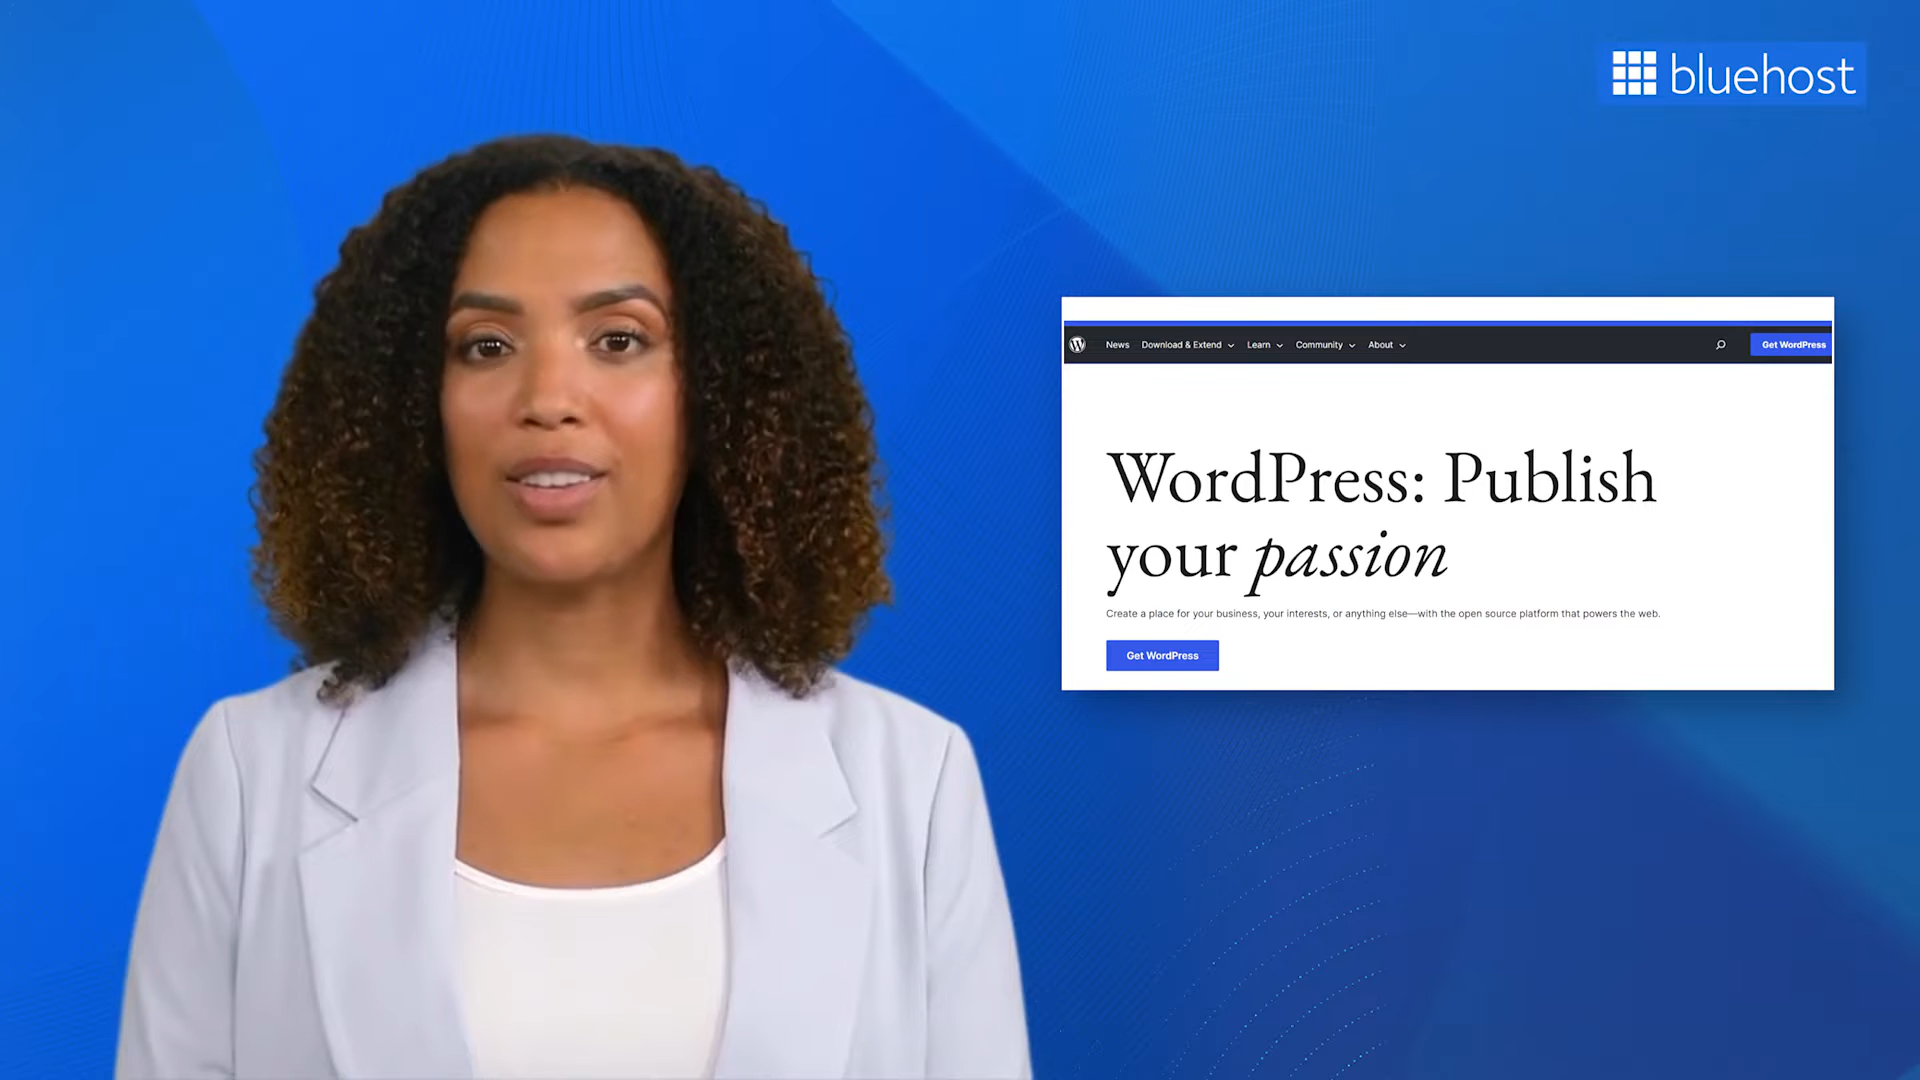 bluehost
News Download & Extend Learn Community About Get WordPress
WordPress: Publish
your passion
Create a place for your business, your interests, or anything else—with the open source platform that powers the web.
Get WordPress